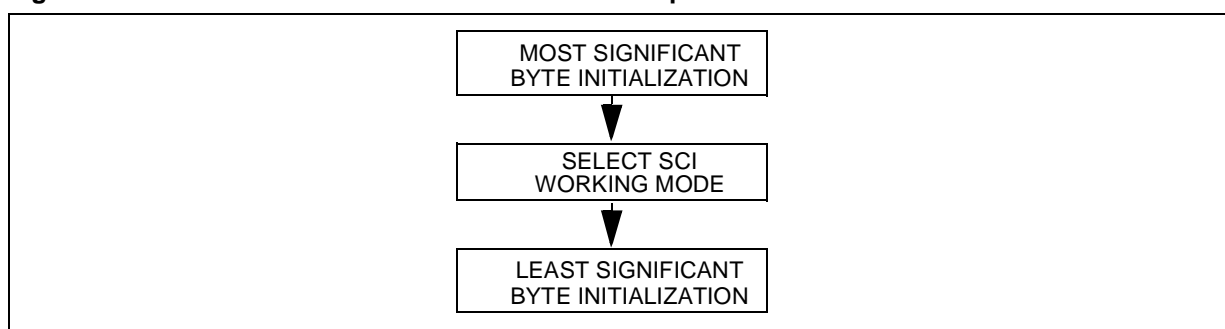 MOST SIGNIFICANT
BYTE INITIALIZATION
SELECT SCI
WORKING MODE
LEAST SIGNIFICANT
BYTE INITIALIZATION